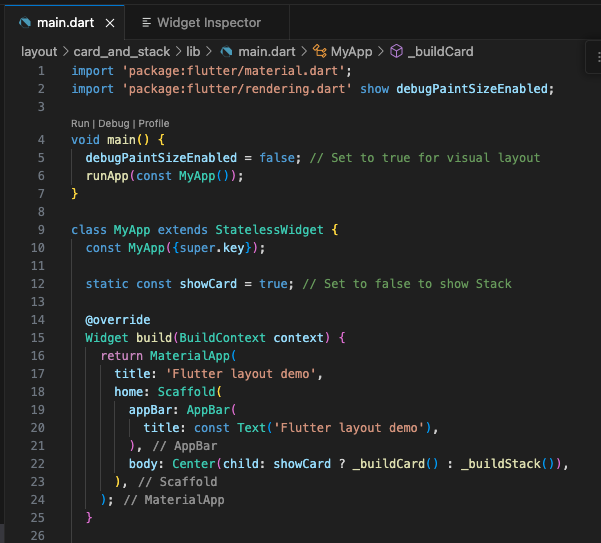 main.dart × Widget Inspector
layout > card_and_stack > lib > main.dart > MyApp > _buildCard
1 import 'package:flutter/material.dart';
2 import 'package:flutter/rendering.dart' show debugPaintSizeEnabled;
3
Run | Debug | Profile
4 void main() {
5   debugPaintSizeEnabled = false; // Set to true for visual layout
6   runApp(const MyApp());
7 }
8
9 class MyApp extends StatelessWidget {
10   const MyApp({super.key});
11
12   static const showCard = true; // Set to false to show Stack
13
14   @override
15   Widget build(BuildContext context) {
16     return MaterialApp(
17       title: 'Flutter layout demo',
18       home: Scaffold(
19         appBar: AppBar(
20           title: const Text('Flutter layout demo'),
21         ), // AppBar
22         body: Center(child: showCard ? _buildCard() : _buildStack()),
23       ), // Scaffold
24     ); // MaterialApp
25   }
26